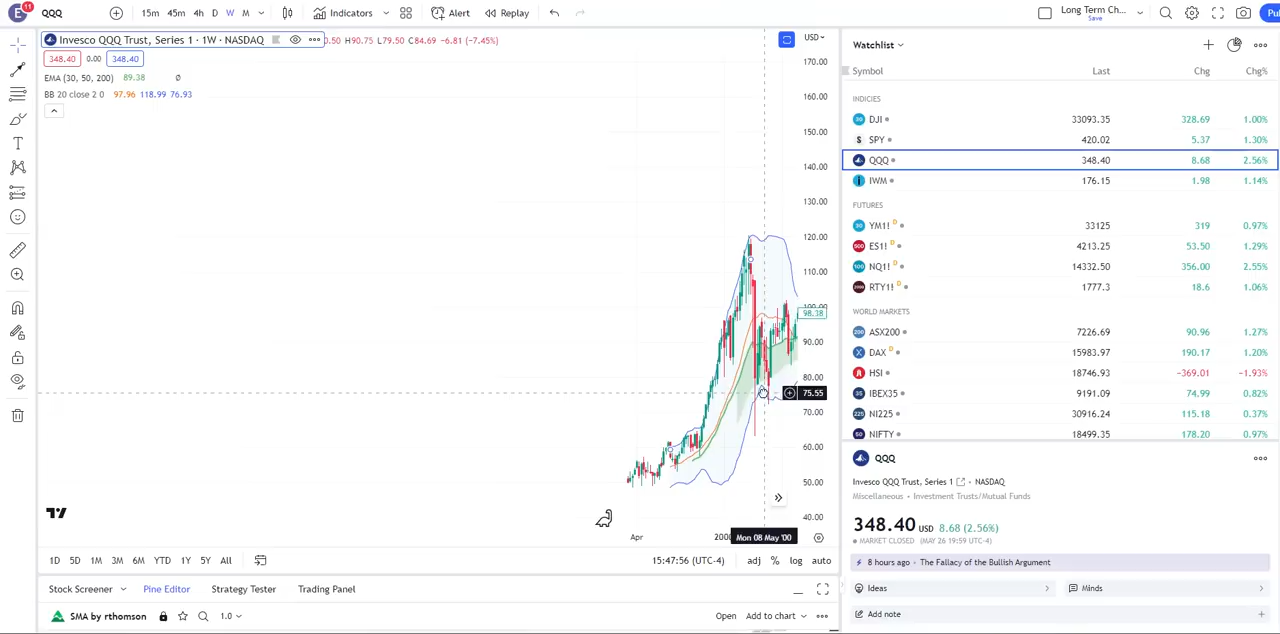 E 11 QQQ 15m 45m 4h D W M Indicators Alert Replay Long Term Ch... Save Pu
Invesco QQQ Trust, Series 1 · 1W · NASDAQ .50 H90.75 L79.50 C84.69 -6.81 (-7.45%) USD
348.40 0.00 348.40
EMA (30, 50, 200) 89.38 Ø
BB 20 close 2 0 97.96 118.99 76.93
170.00
160.00
150.00
140.00
130.00
120.00
110.00
100.00
98.38
90.00
80.00
75.55
70.00
60.00
50.00
40.00
Apr Mon 08 May '00
1D 5D 1M 3M 6M YTD 1Y 5Y All 15:47:56 (UTC-4) adj % log auto
Stock Screener Pine Editor Strategy Tester Trading Panel
SMA by rthomson 1.0 Open Add to chart
Watchlist
Symbol Last Chg Chg%
INDICIES
DJI 33093.35 328.69 1.00%
SPY 420.02 5.37 1.30%
QQQ 348.40 8.68 2.56%
IWM 176.15 1.98 1.14%
FUTURES
YM1! D 33125 319 0.97%
ES1! D 4213.25 53.50 1.29%
NQ1! D 14332.50 356.00 2.55%
RTY1! D 1777.3 18.6 1.06%
WORLD MARKETS
ASX200 7226.69 90.96 1.27%
DAX D 15983.97 190.17 1.20%
HSI 18746.93 −369.01 −1.93%
IBEX35 9191.09 74.99 0.82%
NI225 30916.24 115.18 0.37%
NIFTY 18499.35 178.20 0.97%
QQQ
Invesco QQQ Trust, Series 1 • NASDAQ
Miscellaneous • Investment Trusts/Mutual Funds
348.40 USD 8.68 (2.56%)
MARKET CLOSED (MAY 26 19:59 UTC-4)
8 hours ago • The Fallacy of the Bullish Argument
Ideas Minds
Add note